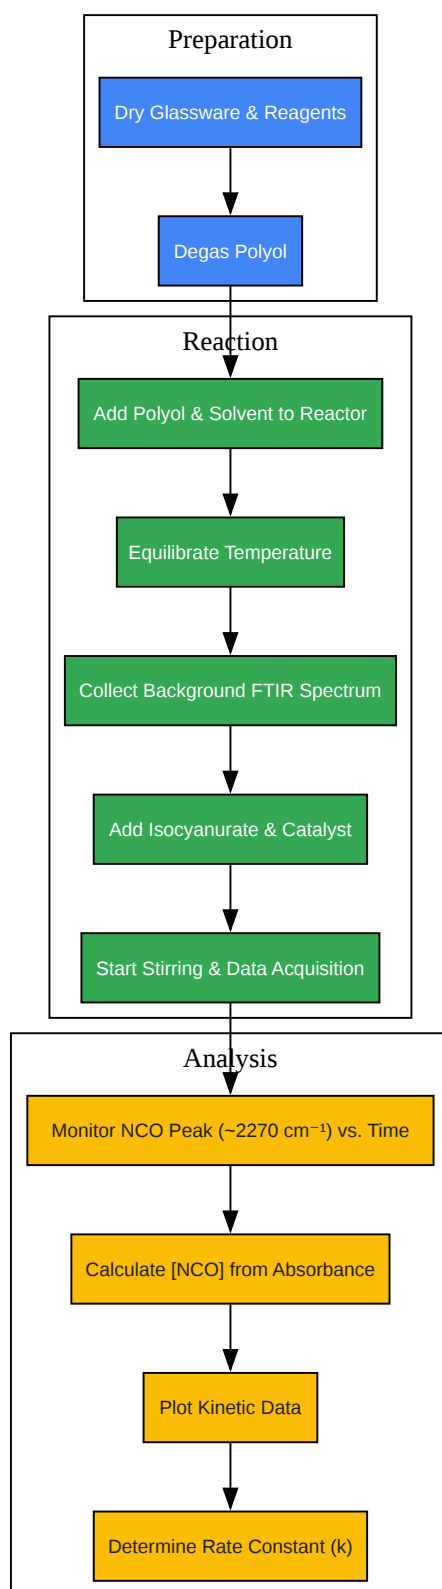 Preparation
Dry Glassware & Reagents
Degas Polyol
Reaction
Add Polyol & Solvent to Reactor
Equilibrate Temperature
Collect Background FTIR Spectrum
Add Isocyanurate & Catalyst
Start Stirring & Data Acquisition
Analysis
Monitor NCO Peak (~2270 cm⁻¹) vs. Time
Calculate [NCO] from Absorbance
Plot Kinetic Data
Determine Rate Constant (k)